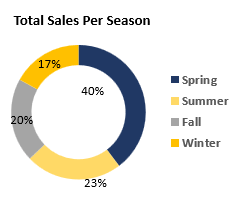 Total Sales Per Season
17%
40%
20%
23%
Spring
Summer
Fall
Winter